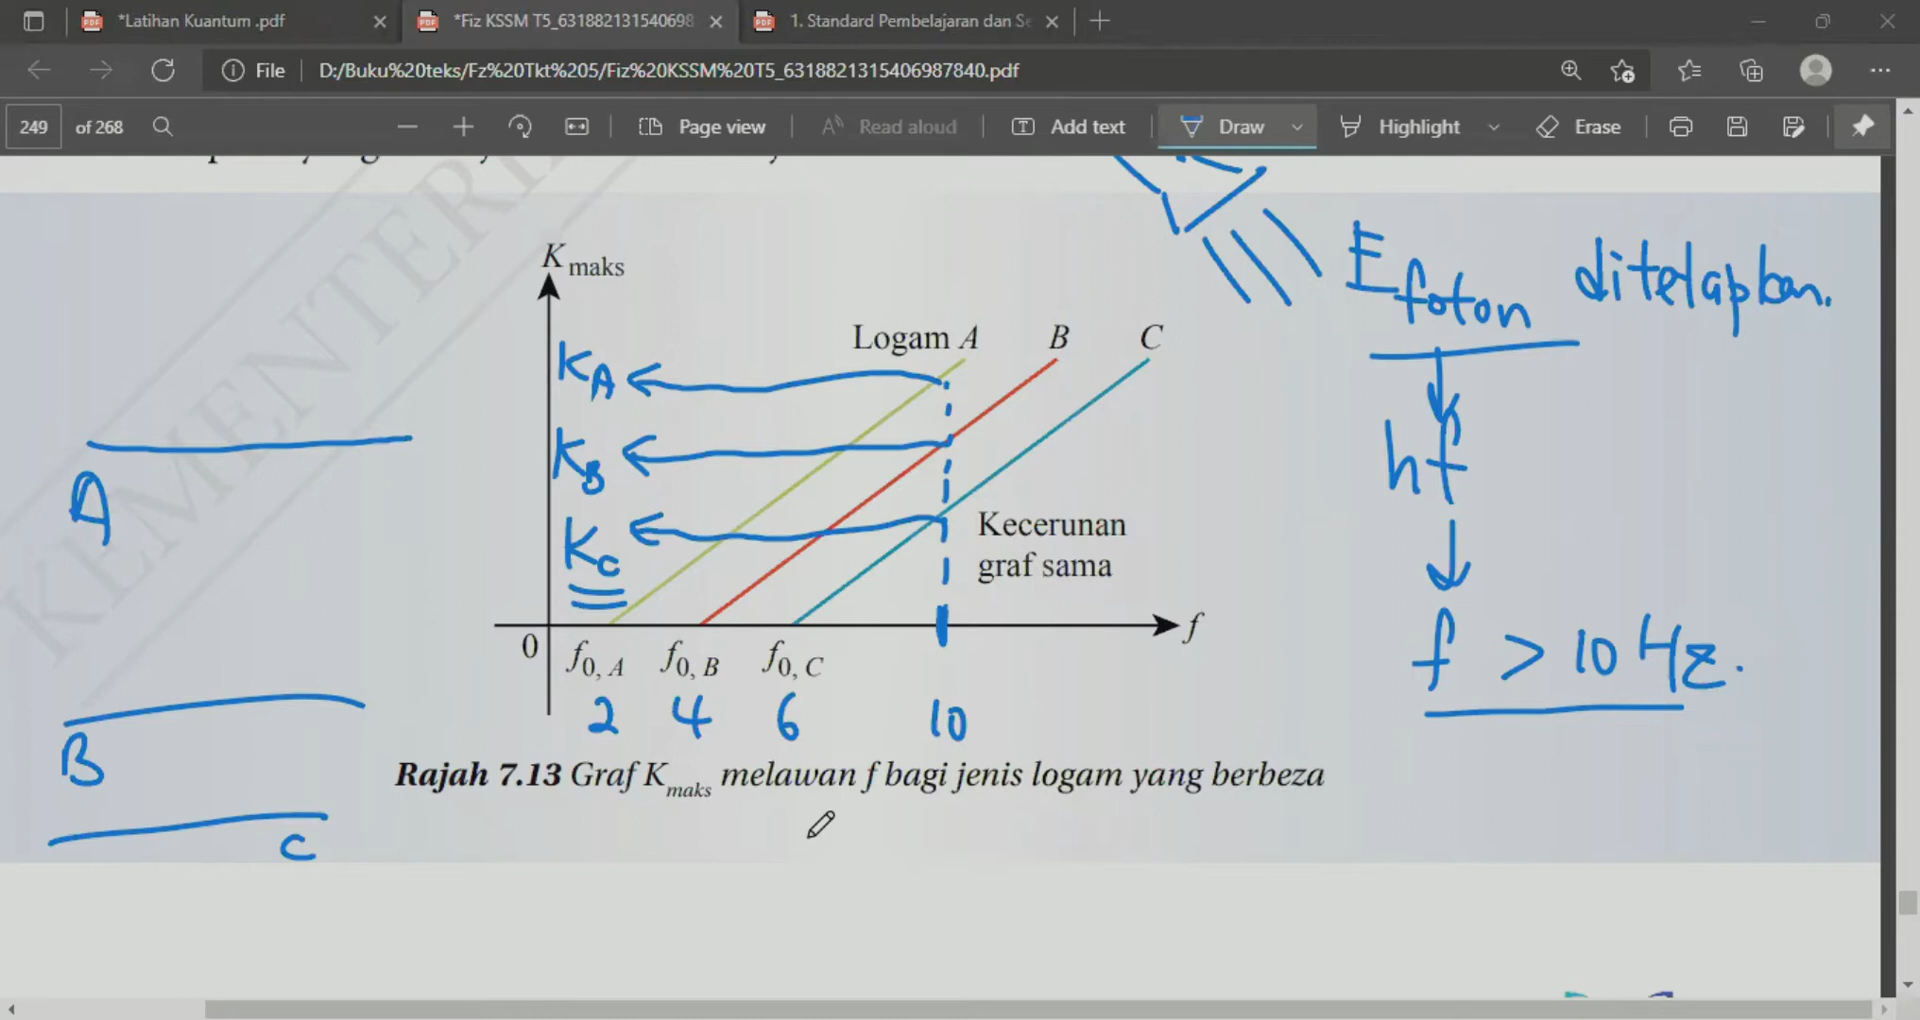 *Latihan Kuantum .pdf
*Fiz KSSM T5_631882131540698
1. Standard Pembelajaran dan Se
File
D:/Buku%20teks/Fz%20Tkt%205/Fiz%20KSSM%20T5_6318821315406987840.pdf
249 of 268
Page view
Read aloud
Add text
Draw
Highlight
Erase
KEMENTERI
K maks
Logam A B C
KA
KB
KC
Kecerunan
graf sama
0
f
f0, A f0, B f0, C
2 4 6 10
Rajah 7.13 Graf Kmaks melawan f bagi jenis logam yang berbeza
A
B
C
Efoton ditetapkan.
hf
f > 10 Hz.